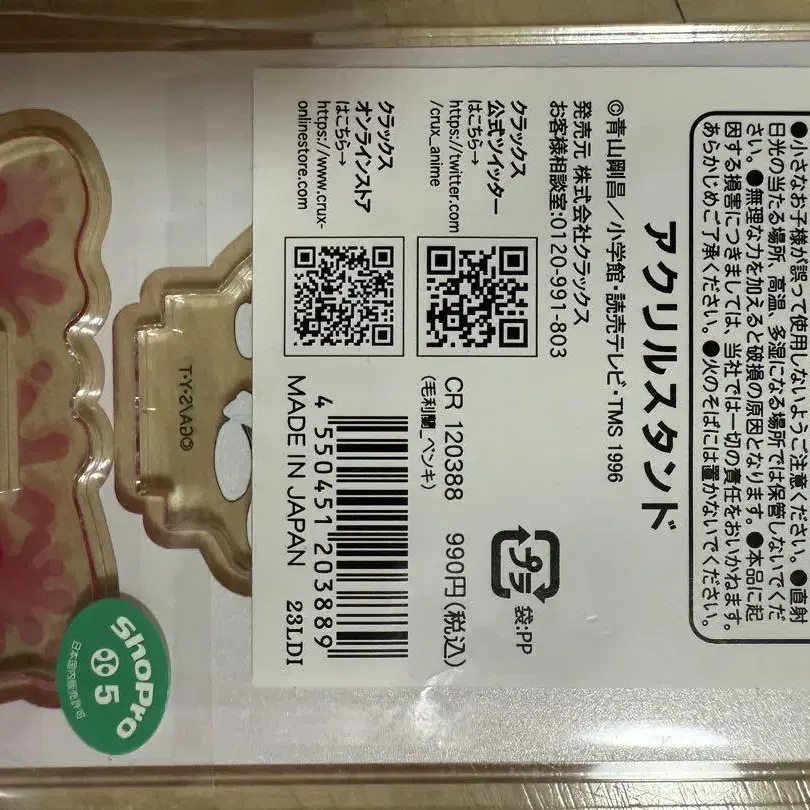 ●小さなお子様が誤って使用しないようご注意ください。●直射
日光の当たる場所、高温、多湿になる場所では保管しないでくだ
さい。●無理な力を加えると破損の原因となります。●本品に起
因する損害につきましては、当社では一切の責任をおいかねます。
あらかじめご了承ください。●火のそばには置かないでください。
アクリルスタンド
©青山剛昌／小学館・読売テレビ・TMS 1996
発売元 株式会社クラックス
お客様相談室:0120-991-803
袋:PP
プラ
クラックス
公式ツイッター
はこちら→
https://twitter.com
/crux_anime
CR 120388 990円(税込)
(毛利蘭_ペンキ)
クラックス
オンラインストア
はこちら→
https://www.crux-
onlinestore.com
4 550451 203889
MADE IN JAPAN 23LDI
©GA/S・Y・T
ShoPro
5